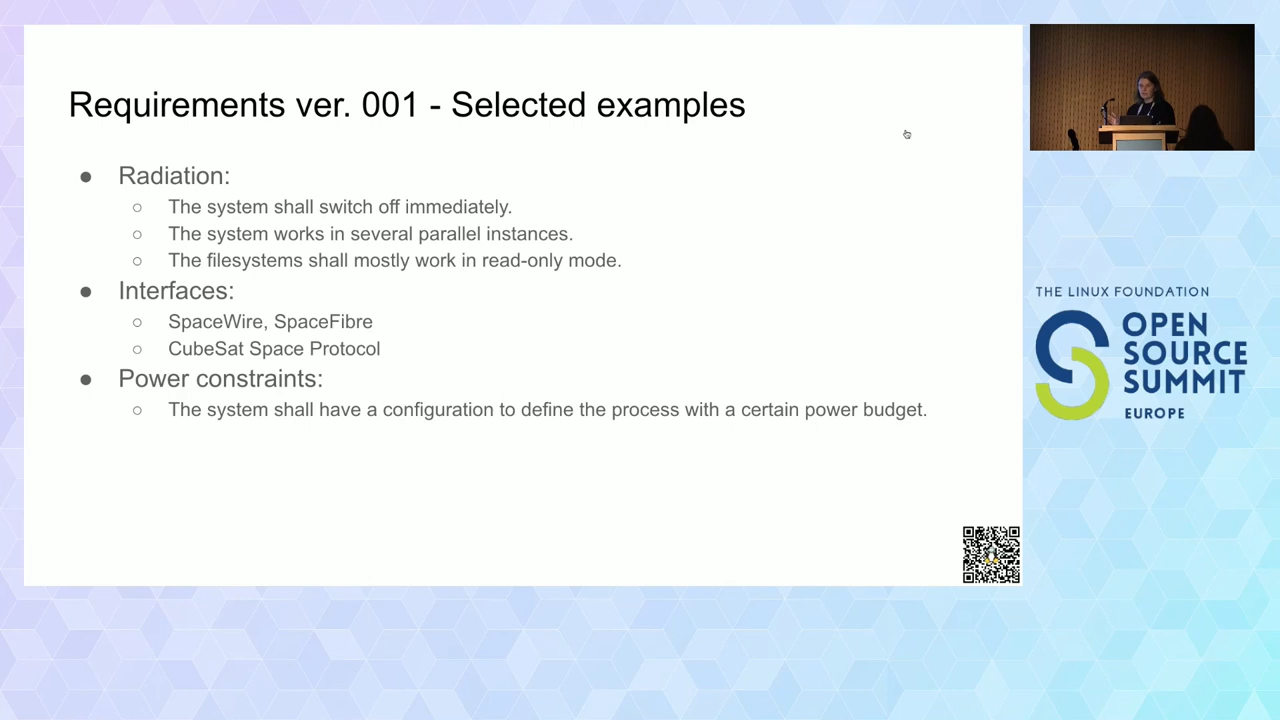 Requirements ver. 001 - Selected examples
● Radiation:
○ The system shall switch off immediately.
○ The system works in several parallel instances.
○ The filesystems shall mostly work in read-only mode.
● Interfaces:
○ SpaceWire, SpaceFibre
○ CubeSat Space Protocol
● Power constraints:
○ The system shall have a configuration to define the process with a certain power budget.
THE LINUX FOUNDATION
OPEN
SOURCE
SUMMIT
EUROPE